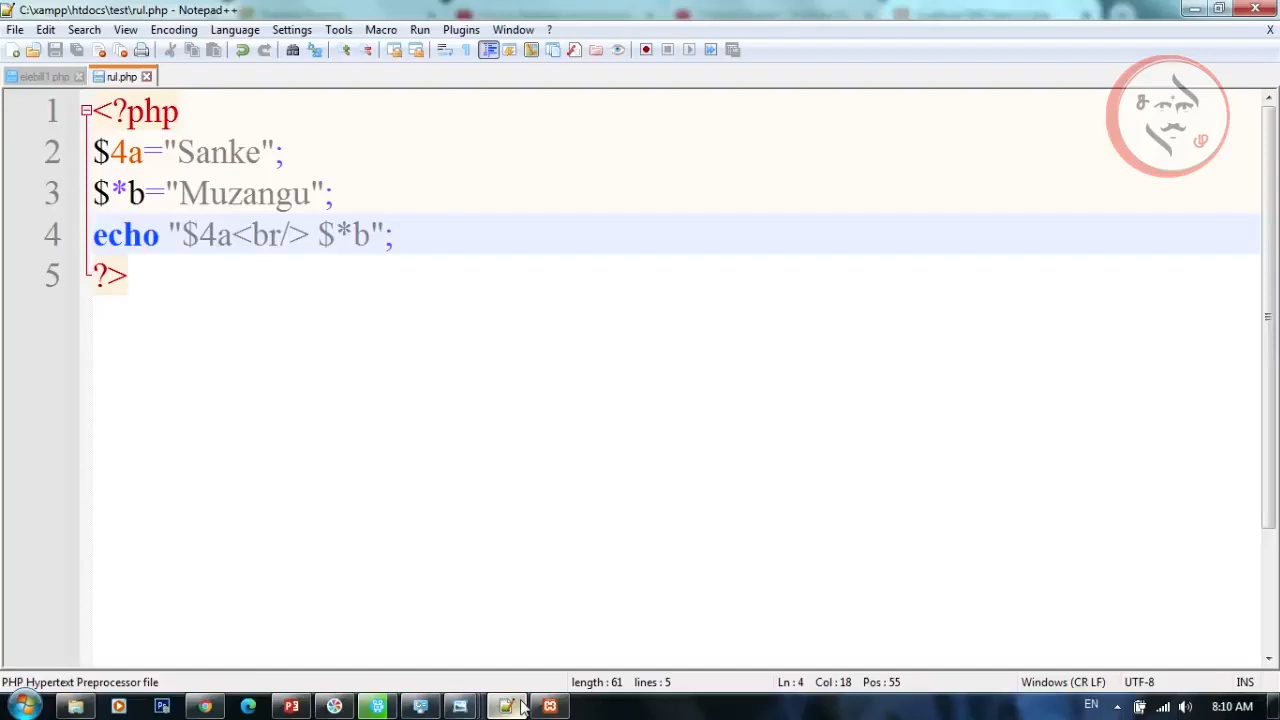 C:\xampp\htdocs\test\rul.php - Notepad++
File Edit Search View Encoding Language Settings Tools Macro Run Plugins Window ? X
elebill1.php rul.php
1 <?php
2 $4a="Sanke";
3 $*b="Muzangu";
4 echo "$4a<br/> $*b";
5 ?>
PHP Hypertext Preprocessor file length : 61 lines : 5 Ln : 4 Col : 18 Pos : 55 Windows (CR LF) UTF-8 INS
EN 8:10 AM